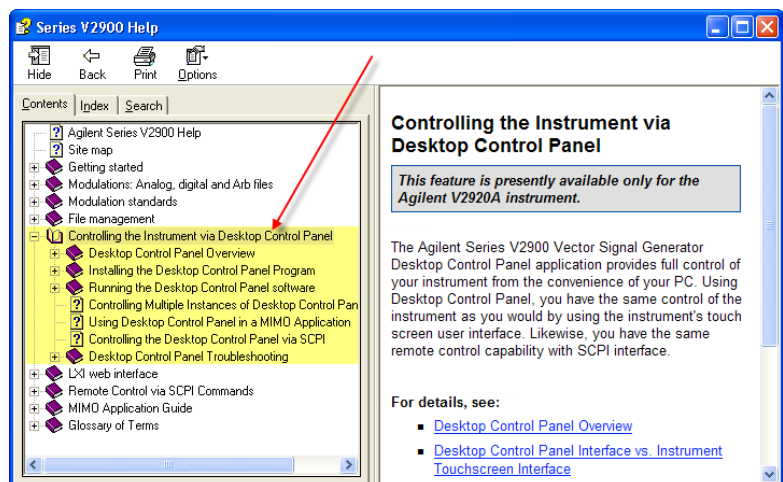 Series V2900 Help
Hide Back Print Options
Contents Index Search
Agilent Series V2900 Help
Site map
Getting started
Modulations: Analog, digital and Arb files
Modulation standards
File management
Controlling the Instrument via Desktop Control Panel
Desktop Control Panel Overview
Installing the Desktop Control Panel Program
Running the Desktop Control Panel software
Controlling Multiple Instances of Desktop Control Pan
Using Desktop Control Panel in a MIMO Application
Controlling the Desktop Control Panel via SCPI
Desktop Control Panel Troubleshooting
LXI web interface
Remote Control via SCPI Commands
MIMO Application Guide
Glossary of Terms
Controlling the Instrument via
Desktop Control Panel
This feature is presently available only for the
Agilent V2920A instrument.
The Agilent Series V2900 Vector Signal Generator
Desktop Control Panel application provides full control of
your instrument from the convenience of your PC. Using
Desktop Control Panel, you have the same control of the
instrument as you would by using the instrument's touch
screen user interface. Likewise, you have the same
remote control capability with SCPI interface.
For details, see:
Desktop Control Panel Overview
Desktop Control Panel Interface vs. Instrument
Touchscreen Interface